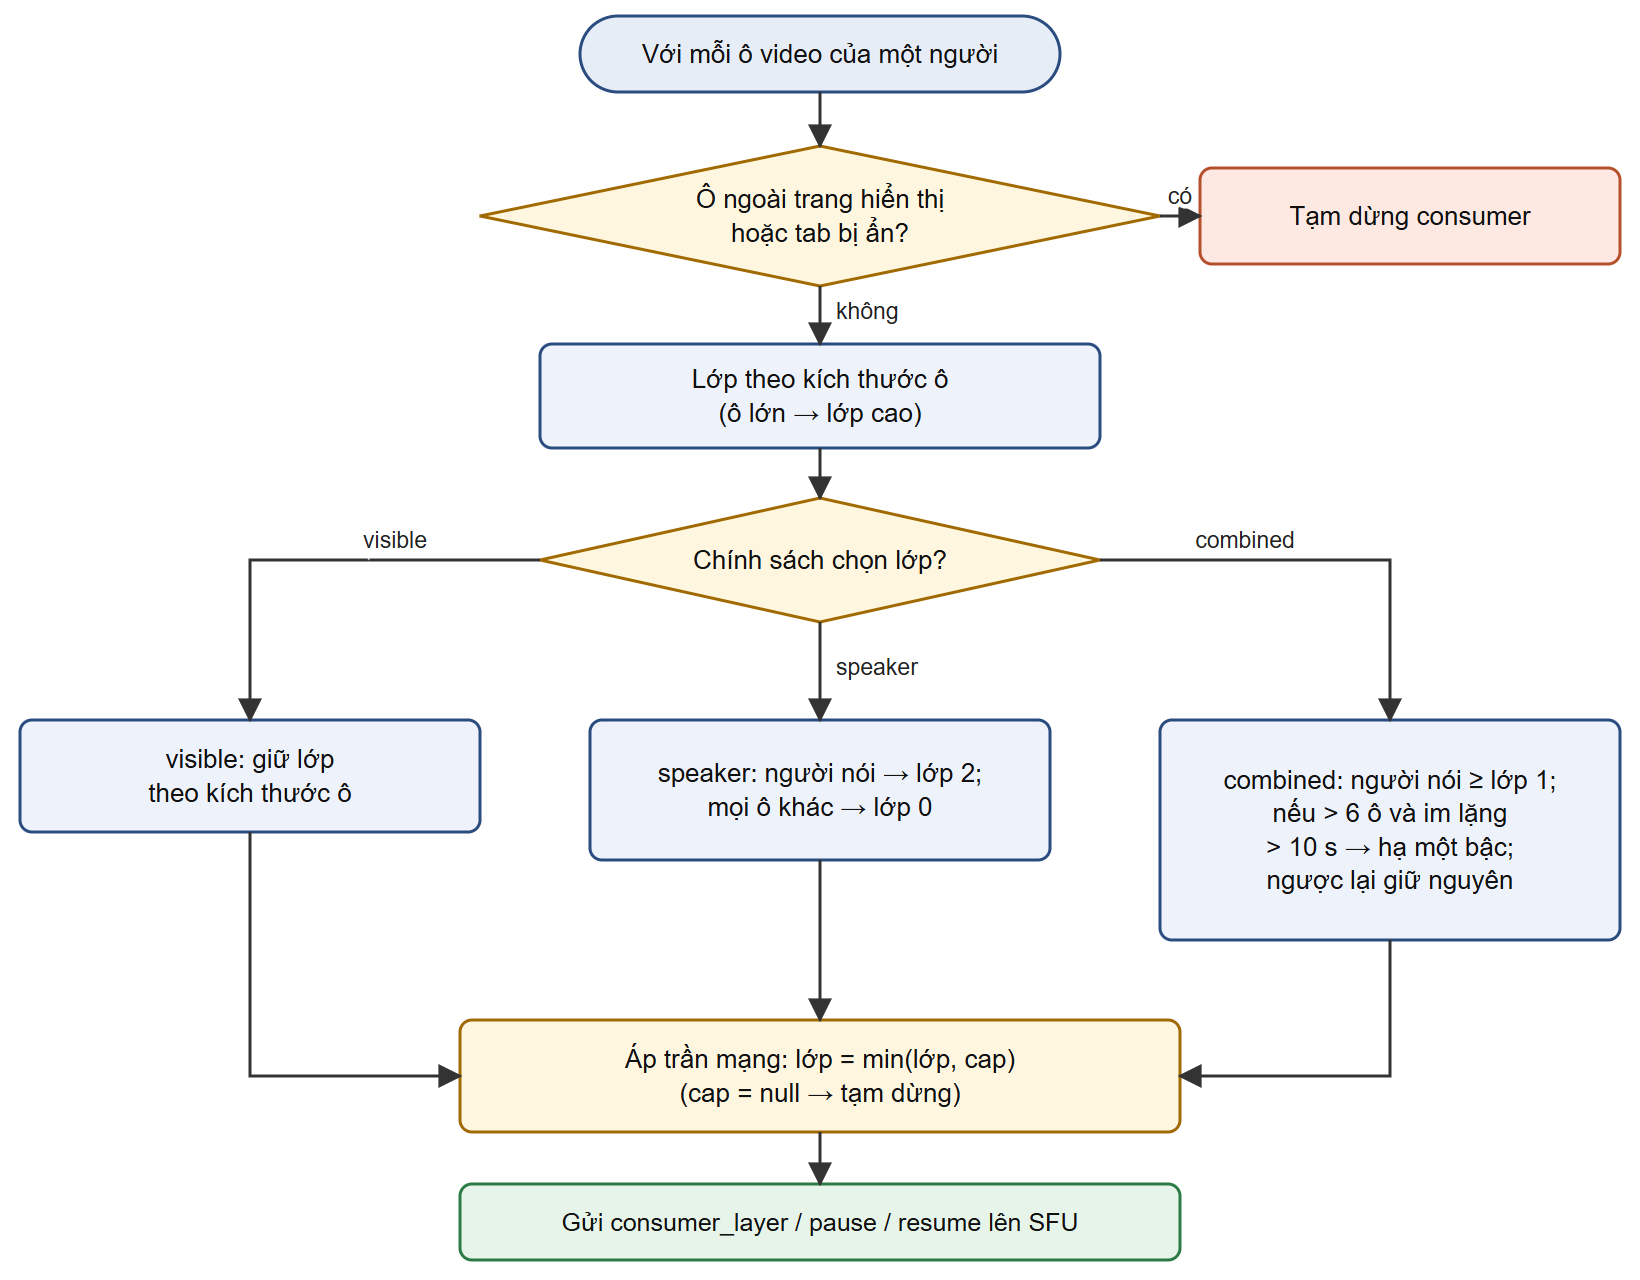 Với mỗi ô video của một người
Ô ngoài trang hiển thị
hoặc tab bị ẩn?
có
Tạm dừng consumer
không
Lớp theo kích thước ô
(ô lớn → lớp cao)
Chính sách chọn lớp?
visible
combined
speaker
visible: giữ lớp
theo kích thước ô
speaker: người nói → lớp 2;
mọi ô khác → lớp 0
combined: người nói ≥ lớp 1;
nếu > 6 ô và im lặng
> 10 s → hạ một bậc;
ngược lại giữ nguyên
Áp trần mạng: lớp = min(lớp, cap)
(cap = null → tạm dừng)
Gửi consumer_layer / pause / resume lên SFU